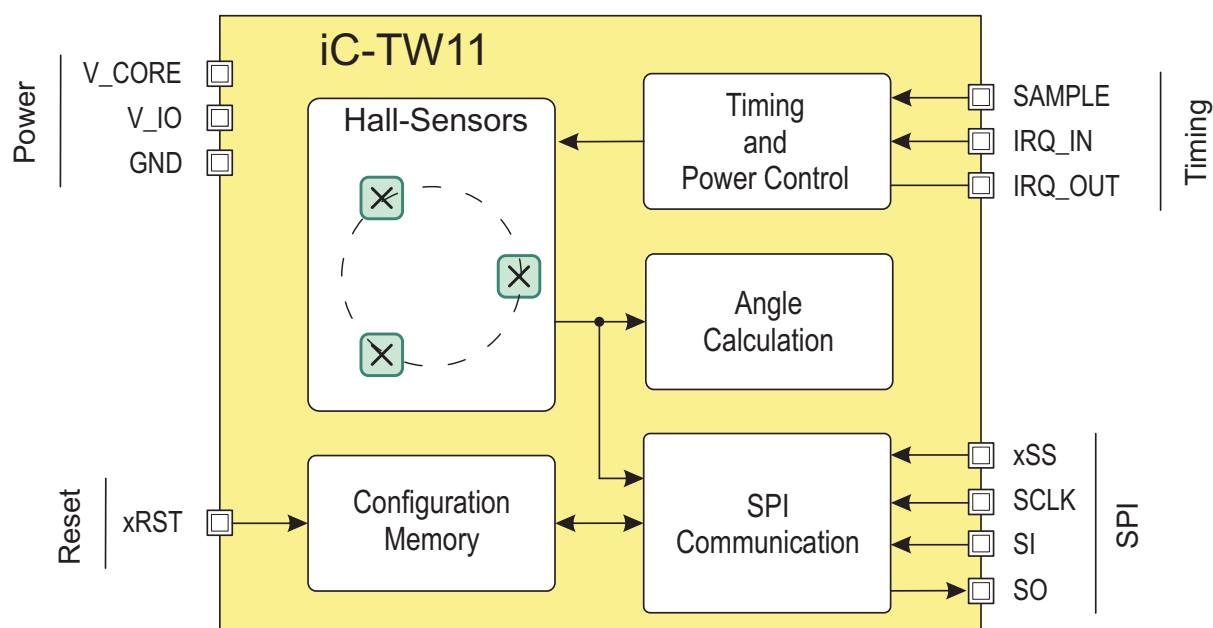 iC-TW11
Power
V_CORE
V_IO
GND
Hall-Sensors
Timing
and
Power Control
SAMPLE
IRQ_IN
IRQ_OUT
Timing
Angle
Calculation
Reset
xRST
Configuration
Memory
SPI
Communication
xSS
SCLK
SI
SO
SPI